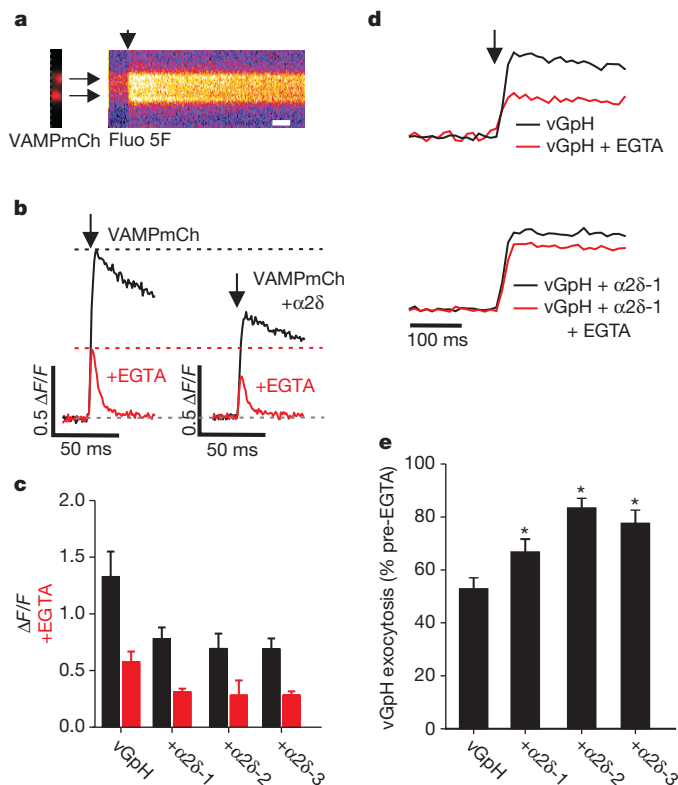 a
VAMPmCh
Fluo 5F
b
VAMPmCh
VAMPmCh
+α2δ
+EGTA
+EGTA
0.5 ΔF/F
0.5 ΔF/F
50 ms
50 ms
c
2.0
1.5
1.0
0.5
0.0
ΔF/F
+EGTA
vGpH
+α2δ-1
+α2δ-2
+α2δ-3
d
vGpH
vGpH + EGTA
vGpH + α2δ-1
vGpH + α2δ-1
+ EGTA
100 ms
e
100
80
60
40
20
0
vGpH exocytosis (% pre-EGTA)
*
*
*
vGpH
+α2δ-1
+α2δ-2
+α2δ-3